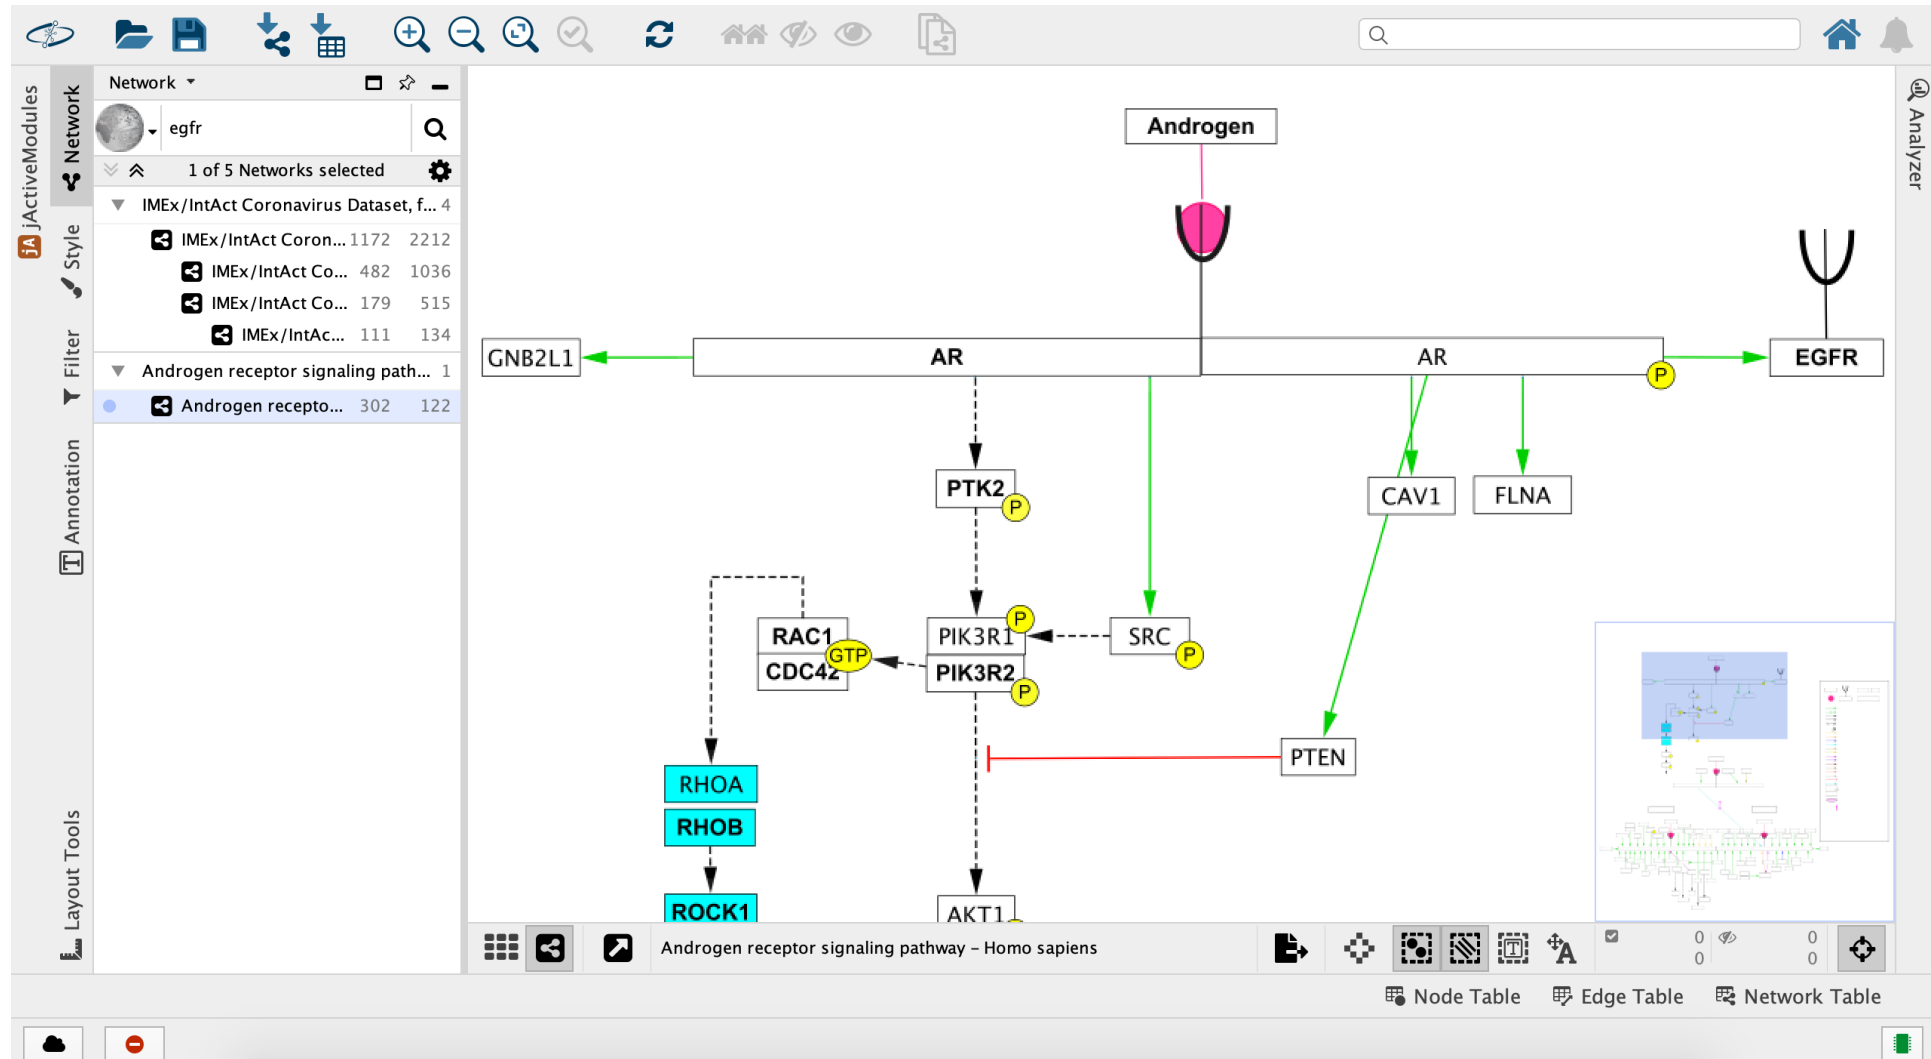 Network
egfr
1 of 5 Networks selected
IMEx/IntAct Coronavirus Dataset, f... 4
IMEx/IntAct Coron... 1172 2212
IMEx/IntAct Co... 482 1036
IMEx/IntAct Co... 179 515
IMEx/IntAc... 111 134
Androgen receptor signaling path... 1
Androgen recepto... 302 122
jA jActiveModules
Network
Style
Filter
T Annotation
Layout Tools
Analyzer
Androgen
GNB2L1
AR
AR
P
EGFR
PTK2
P
CAV1
FLNA
RAC1
CDC42
GTP
PIK3R1
P
PIK3R2
P
SRC
P
PTEN
RHOA
RHOB
ROCK1
AKT1
Androgen receptor signaling pathway – Homo sapiens
T
A
0 0
0 0
Node Table
Edge Table
Network Table